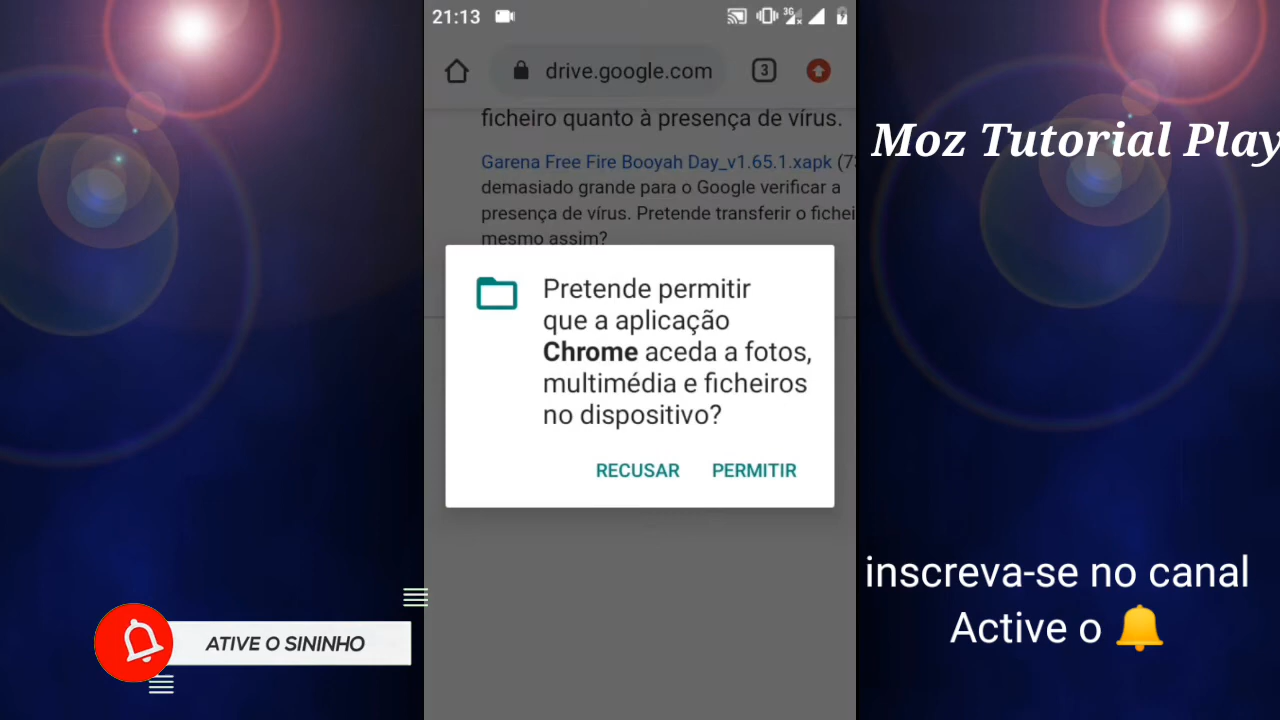 21:13
3G
drive.google.com
3
ficheiro quanto à presença de vírus.
Garena Free Fire Booyah Day_v1.65.1.xapk (73
demasiado grande para o Google verificar a
presença de vírus. Pretende transferir o fichei
mesmo assim?
Pretende permitir
que a aplicação
Chrome aceda a fotos,
multimédia e ficheiros
no dispositivo?
RECUSAR PERMITIR
Moz Tutorial Play
inscreva-se no canal
Active o 🔔
ATIVE O SININHO